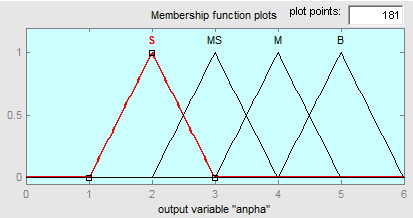 Membership function plots plot points: 181
S MS M B
1
0.5
0
0 1 2 3 4 5 6
output variable "anpha"